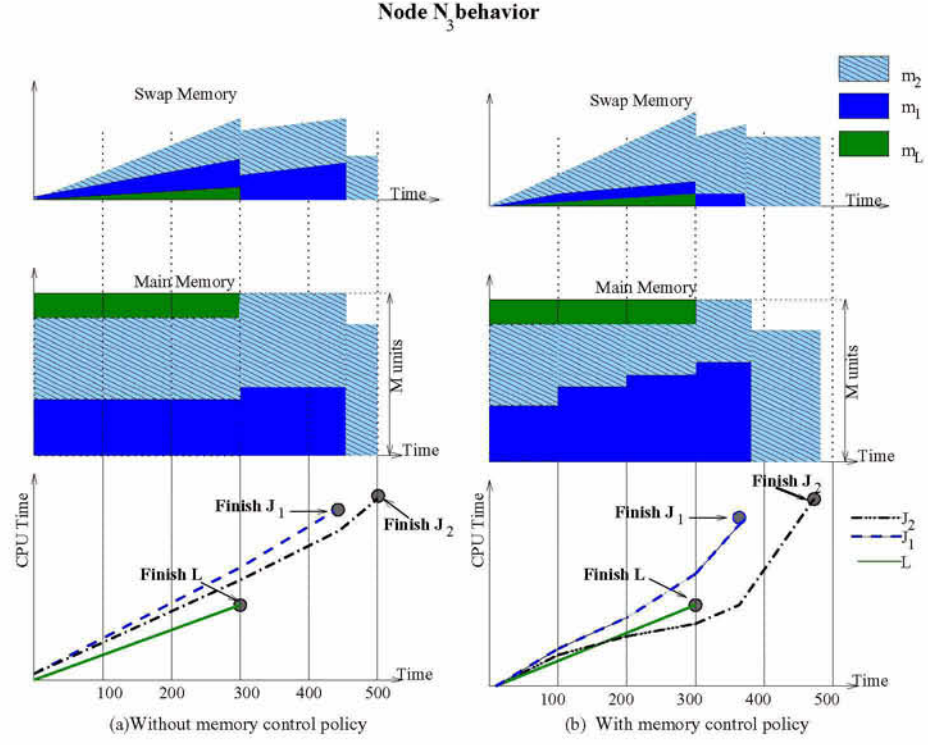 Node N3 behavior
Swap Memory
Time
Main Memory
M units
Time
CPU Time
Finish J1
Finish J2
Finish L
Time
100 200 300 400 500
(a)Without memory control policy
m2
m1
mL
Swap Memory
Time
Main Memory
M units
Time
CPU Time
Finish J2
Finish J1
Finish L
J2
J1
L
Time
100 200 300 400 500
(b) With memory control policy